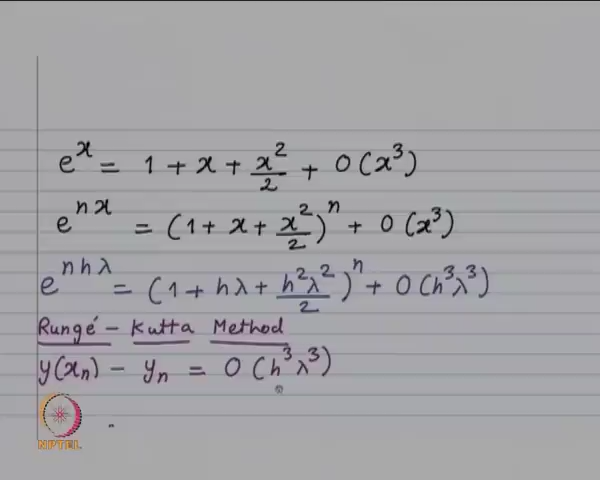 e^x = 1 + x + x^2/2 + O(x^3)
e^{nx} = (1 + x + x^2/2)^n + O(x^3)
e^{nhλ} = (1 + hλ + h^2λ^2/2)^n + O(h^3λ^3)
Rungé - Kutta Method
y(x_n) - y_n = O(h^3λ^3)
NPTEL